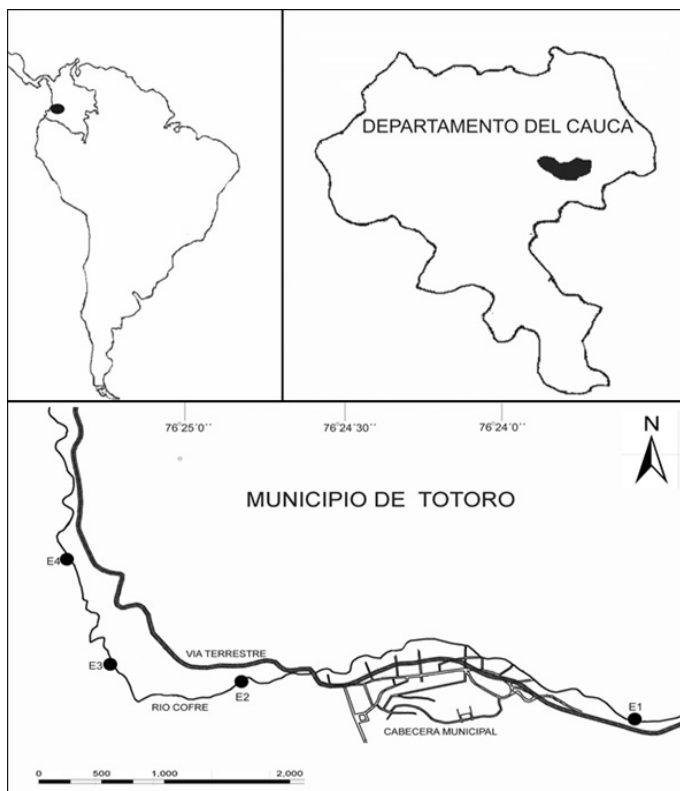 DEPARTAMENTO DEL CAUCA
76°25'0'' 76°24'30'' 76°24'0''
N
MUNICIPIO DE TOTORO
E4
VIA TERRESTRE
E3
E2
RIO COFRE
E1
CABECERA MUNICIPAL
0 500 1,000 2,000